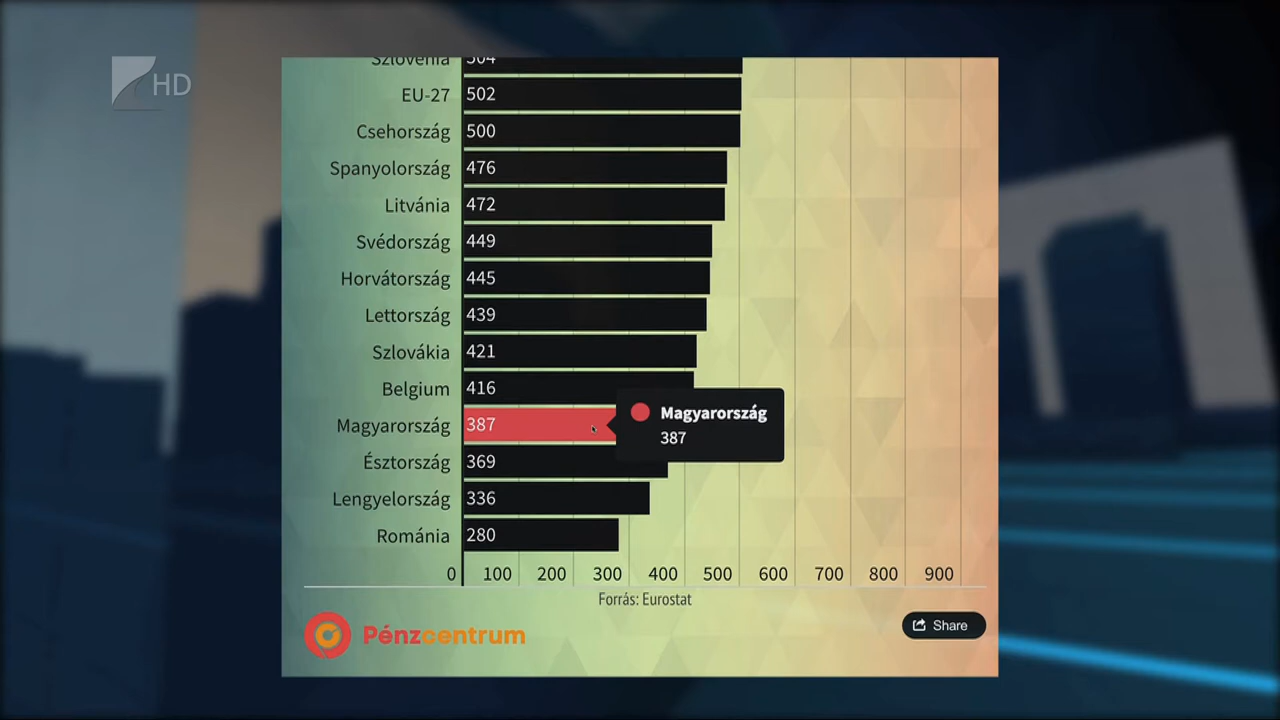 HD
Szlovénia 504
EU-27 502
Csehország 500
Spanyolország 476
Litvánia 472
Svédország 449
Horvátország 445
Lettország 439
Szlovákia 421
Belgium 416
Magyarország 387
Magyarország
387
Észtország 369
Lengyelország 336
Románia 280
0 100 200 300 400 500 600 700 800 900
Forrás: Eurostat
Pénzcentrum
Share